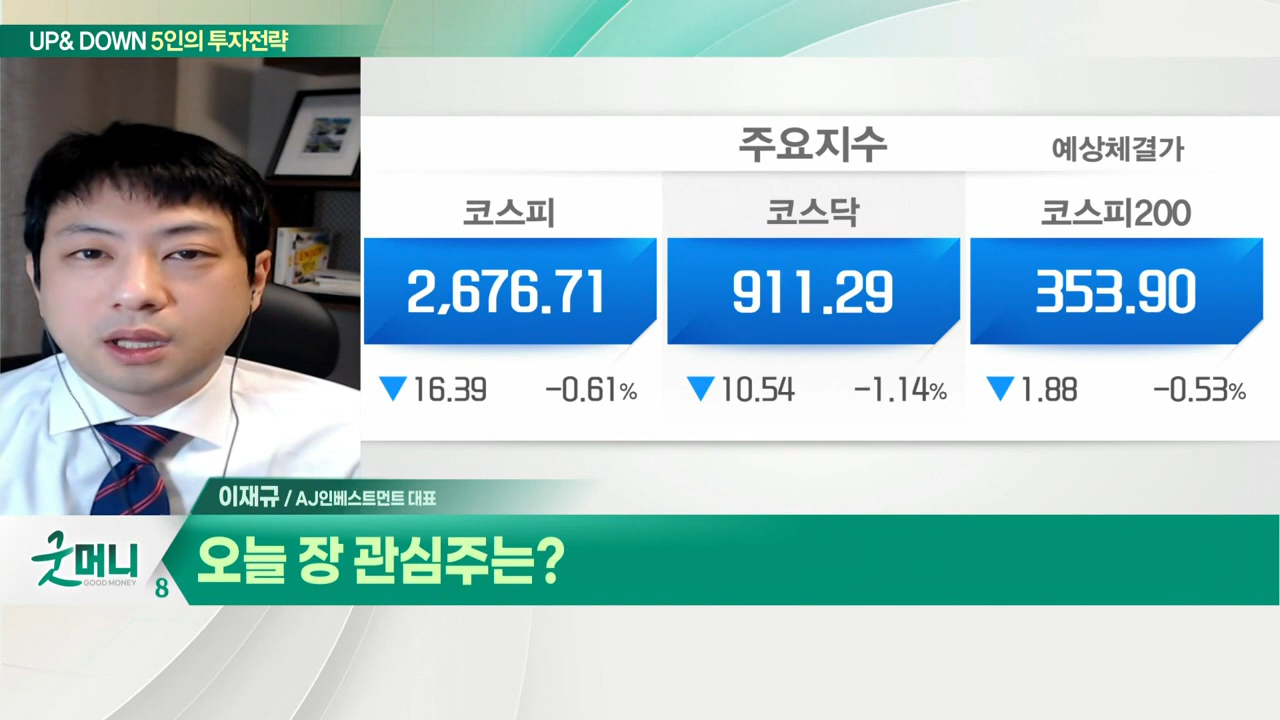 UP& DOWN 5인의 투자전략
주요지수
예상체결가
코스피
코스닥
코스피200
2,676.71
911.29
353.90
▼16.39 -0.61%
▼10.54 -1.14%
▼1.88 -0.53%
이재규 / AJ인베스트먼트 대표
굿머니
GOOD MONEY
8
오늘 장 관심주는?